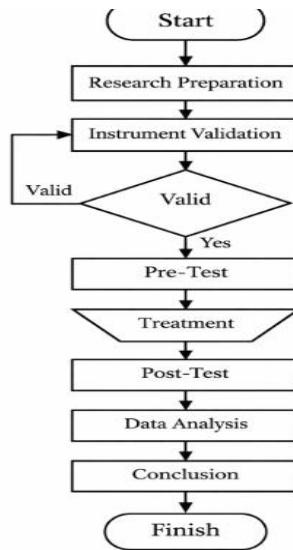 Start
Research Preparation
Instrument Validation
Valid
Valid
Yes
Pre-Test
Treatment
Post-Test
Data Analysis
Conclusion
Finish